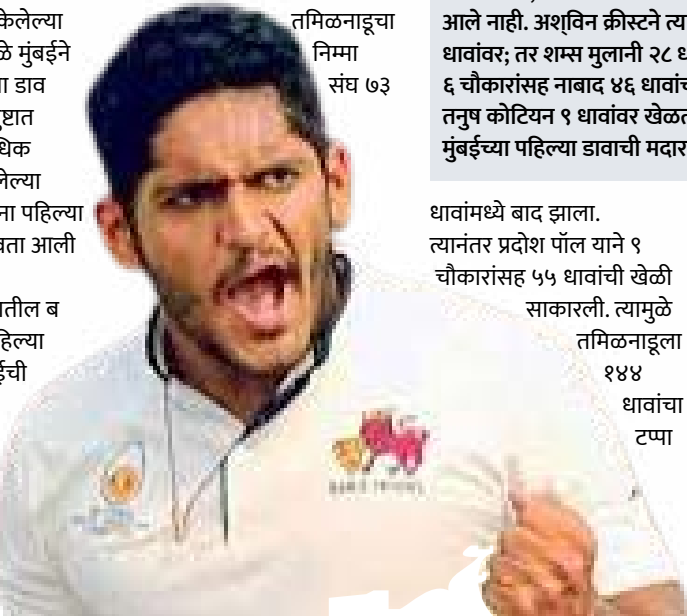 केलेल्या
ळे मुंबईने
ा डाव
ुष्टात
धिक
लेल्या
ना पहिल्या
वता आली
तील ब
हिल्या
ईची
तमिळनाडूचा
निम्मा
संघ ७३
आले नाही. अश्‍विन क्रीस्टने त्य
धावांवर; तर शम्स मुलानी २८ ध
६ चौकारांसह नाबाद ४६ धावांच
तनुष कोटियन ९ धावांवर खेळत
मुंबईच्या पहिल्या डावाची मदार
धावांमध्ये बाद झाला.
त्यानंतर प्रदोश पॉल याने ९
चौकारांसह ५५ धावांची खेळी
साकारली. त्यामुळे
तमिळनाडूला
१४४
धावांचा
टप्पा